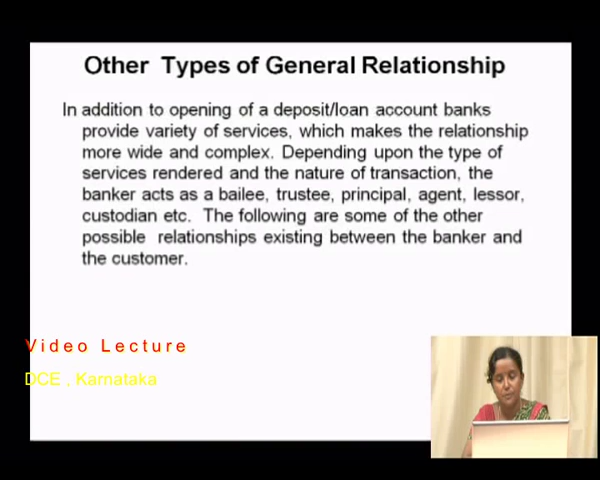 Other Types of General Relationship
In addition to opening of a deposit/loan account banks
provide variety of services, which makes the relationship
more wide and complex. Depending upon the type of
services rendered and the nature of transaction, the
banker acts as a bailee, trustee, principal, agent, lessor,
custodian etc. The following are some of the other
possible relationships existing between the banker and
the customer.
Video Lecture
DCE , Karnataka